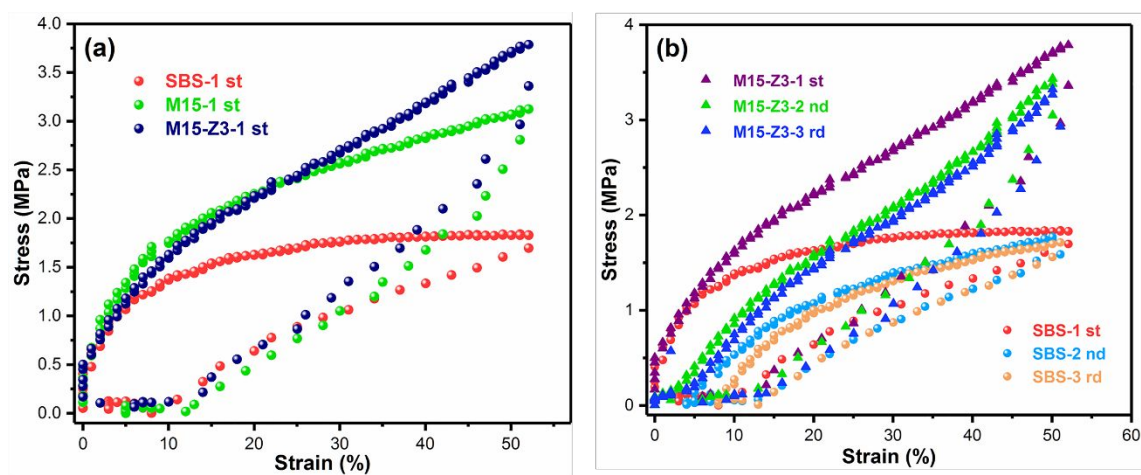 (a)
SBS-1 st
M15-1 st
M15-Z3-1 st
Stress (MPa)
4.0
3.5
3.0
2.5
2.0
1.5
1.0
0.5
0.0
0 10 20 30 40 50
Strain (%)
(b)
M15-Z3-1 st
M15-Z3-2 nd
M15-Z3-3 rd
SBS-1 st
SBS-2 nd
SBS-3 rd
Stress (MPa)
4
3
2
1
0
0 10 20 30 40 50 60
Strain (%)